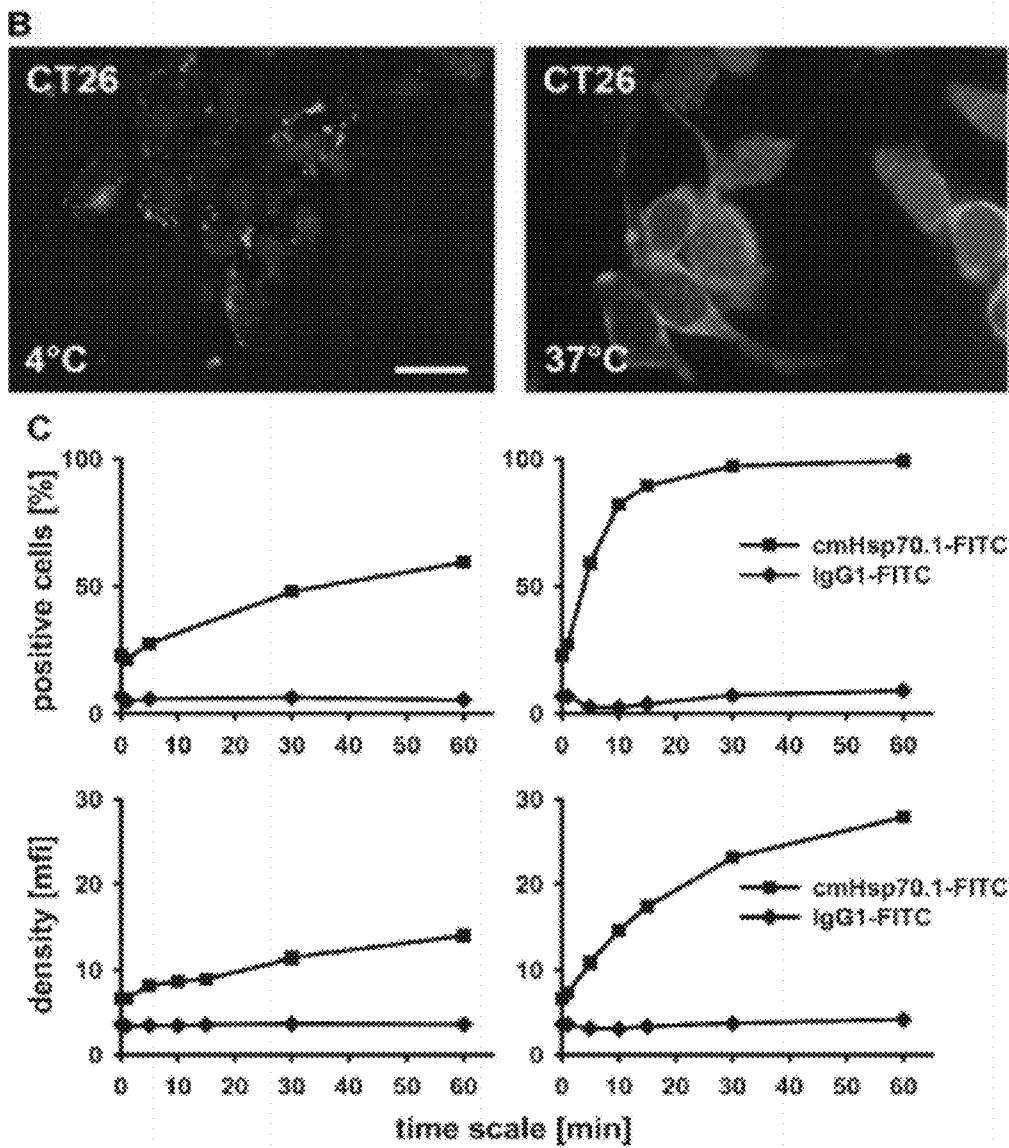 B
CT26
CT26
4°C
37°C
C
positive cells [%]
100
50
0
0 10 20 30 40 50 60
100
50
0
0 10 20 30 40 50 60
cmHsp70.1-FITC
IgG1-FITC
density [mfi]
30
20
10
0
0 10 20 30 40 50 60
30
20
10
0
0 10 20 30 40 50 60
cmHsp70.1-FITC
IgG1-FITC
time scale [min]